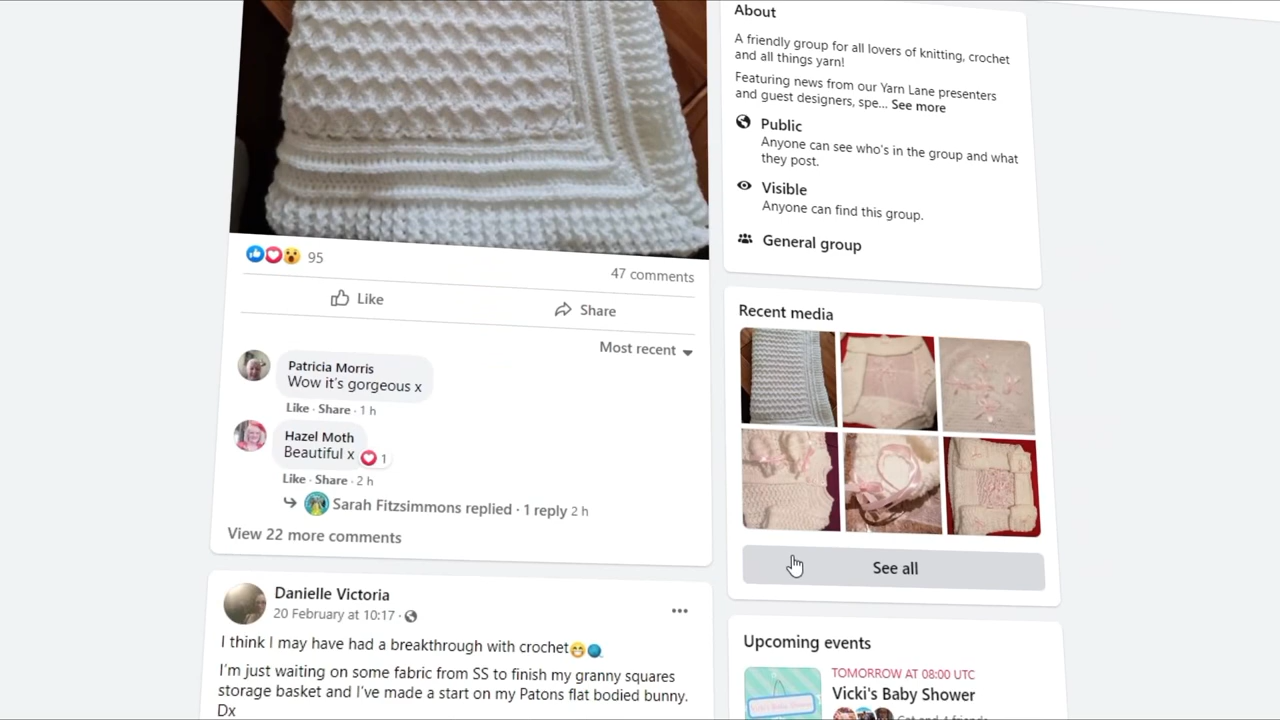 95
47 comments
Like
Share
Most recent
Patricia Morris
Wow it's gorgeous x
Like · Share · 1 h
Hazel Moth
Beautiful x
1
Like · Share · 2 h
Sarah Fitzsimmons replied · 1 reply 2 h
View 22 more comments
Danielle Victoria
20 February at 10:17 ·
I think I may have had a breakthrough with crochet
I'm just waiting on some fabric from SS to finish my granny squares
storage basket and I've made a start on my Patons flat bodied bunny.
Dx
About
A friendly group for all lovers of knitting, crochet
and all things yarn!
Featuring news from our Yarn Lane presenters
and guest designers, spe... See more
Public
Anyone can see who's in the group and what
they post.
Visible
Anyone can find this group.
General group
Recent media
See all
Upcoming events
TOMORROW AT 08:00 UTC
Vicki's Baby Shower
Vicki's Baby Shower